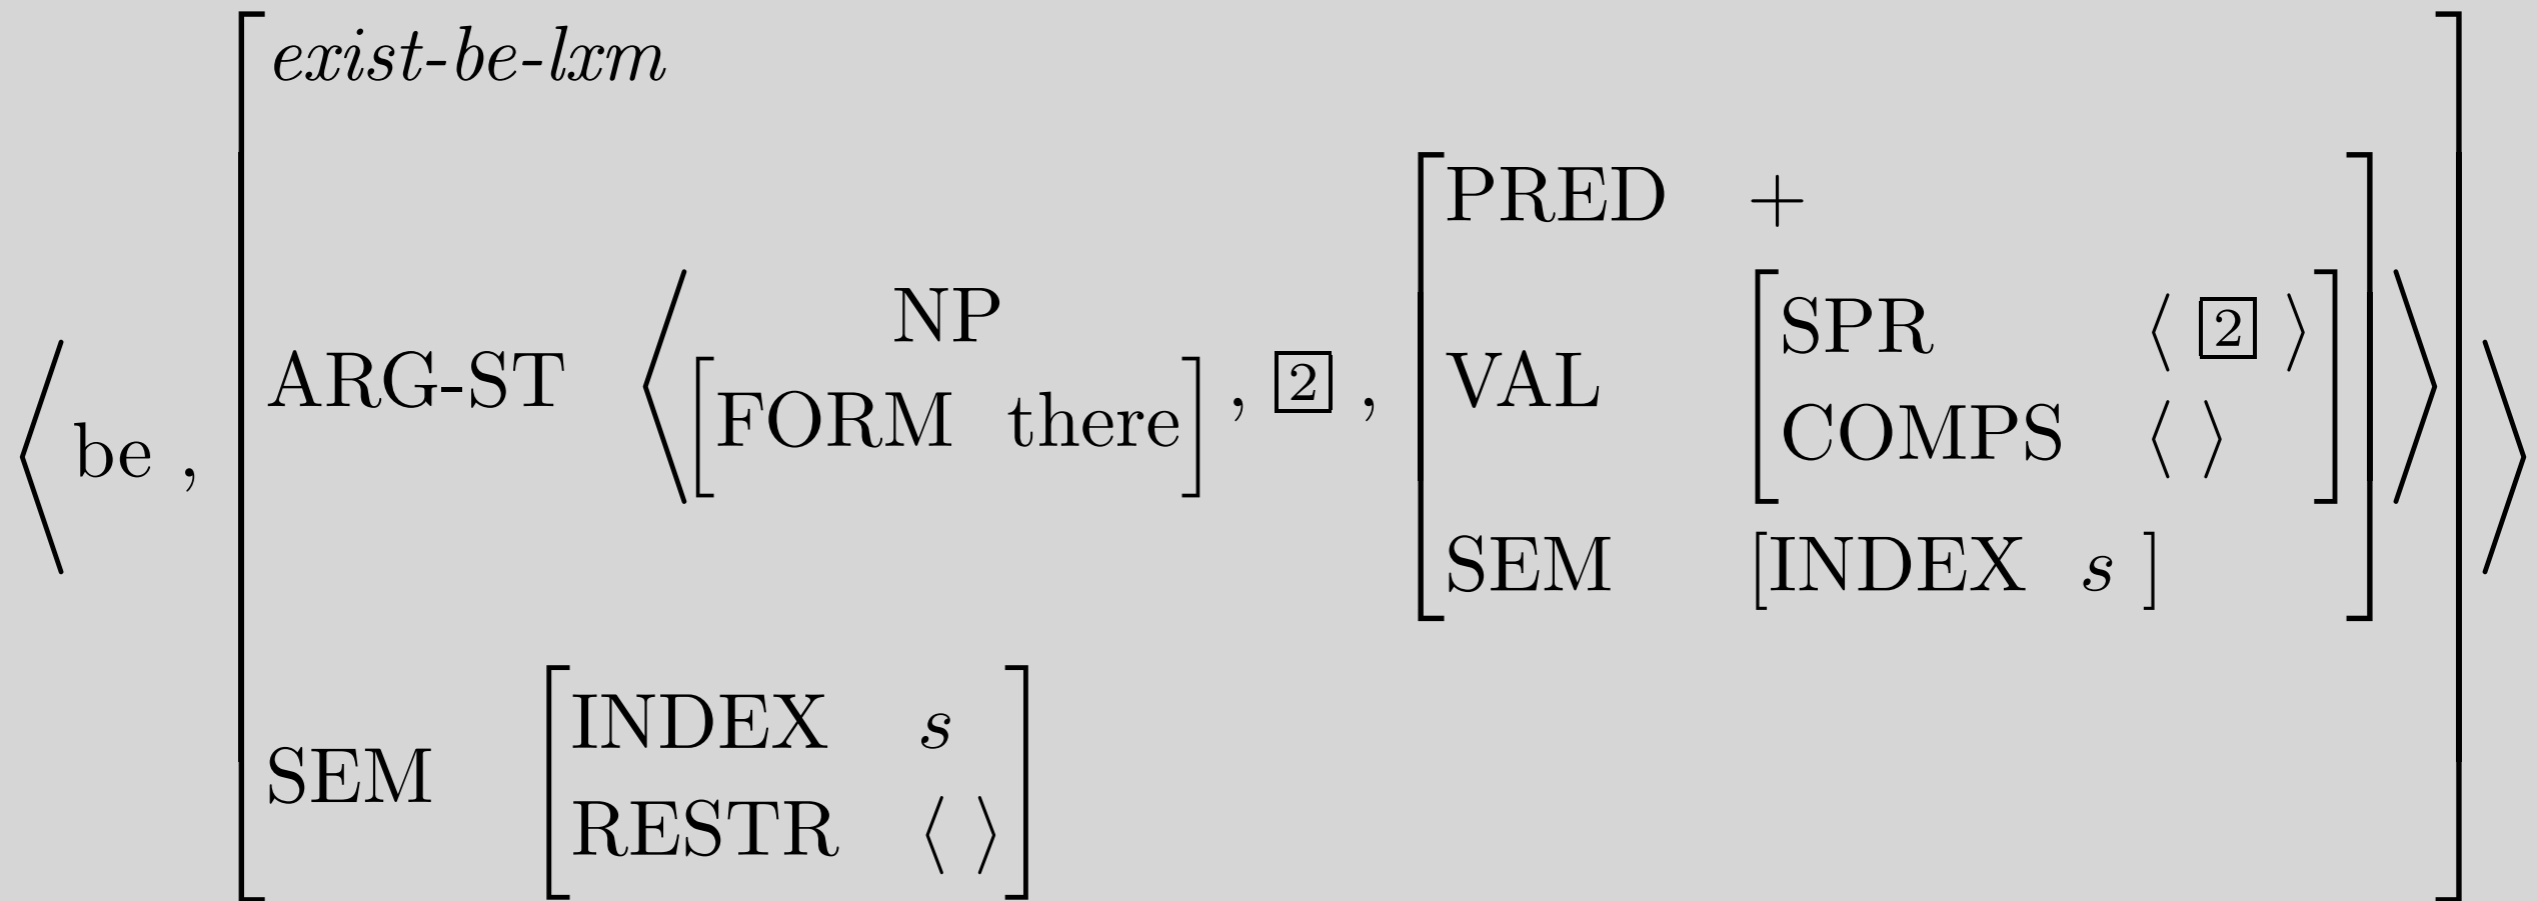 exist-be-lxm
PRED +
NP
SPR ⟨ 2 ⟩
⟨ be , ARG-ST ⟨ [FORM there] , 2 , VAL
COMPS ⟨ ⟩
SEM [INDEX s ] ⟩ ⟩
INDEX s
SEM
RESTR ⟨ ⟩